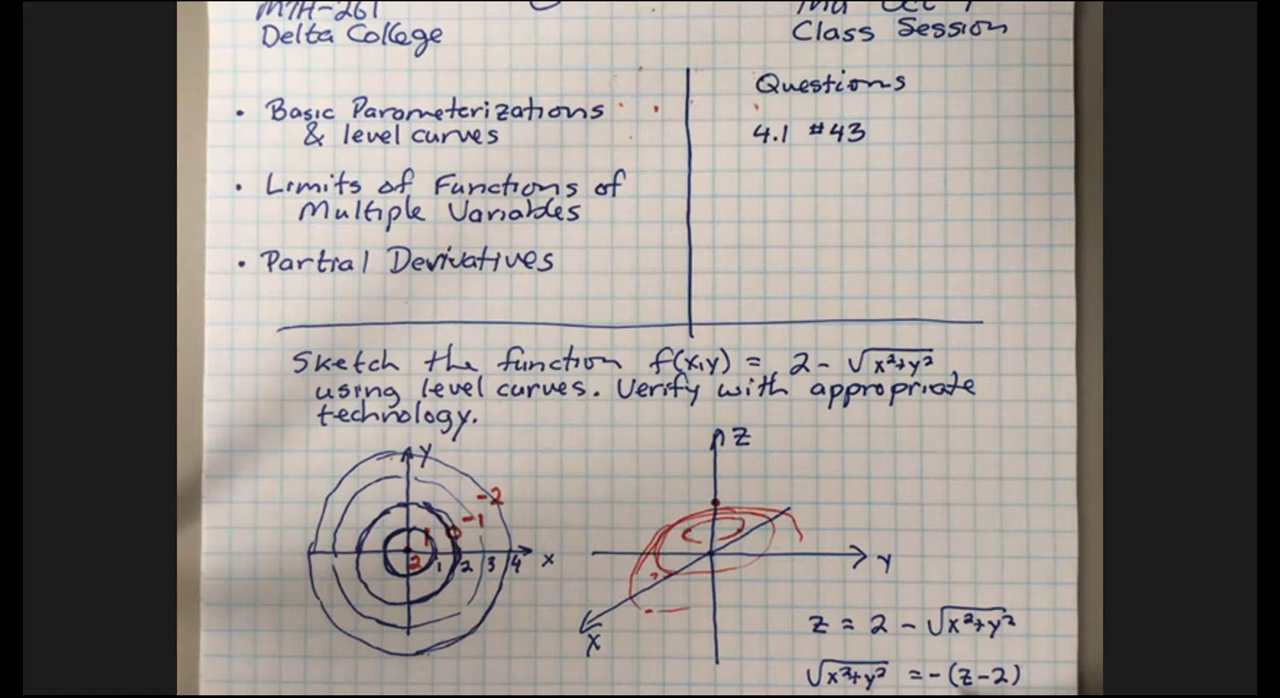 MTH-261
Delta College
Class Session
• Basic Parameterizations
& level curves
• Limits of Functions of
Multiple Variables
• Partial Derivatives
Questions
4.1 #43
Sketch the function f(x,y) = 2 - √x²+y²
using level curves. Verify with appropriate
technology.
y
-2
-1
0
1
2
1 2 3 4 x
z
y
x
z = 2 - √x²+y²
√x²+y² = -(z-2)